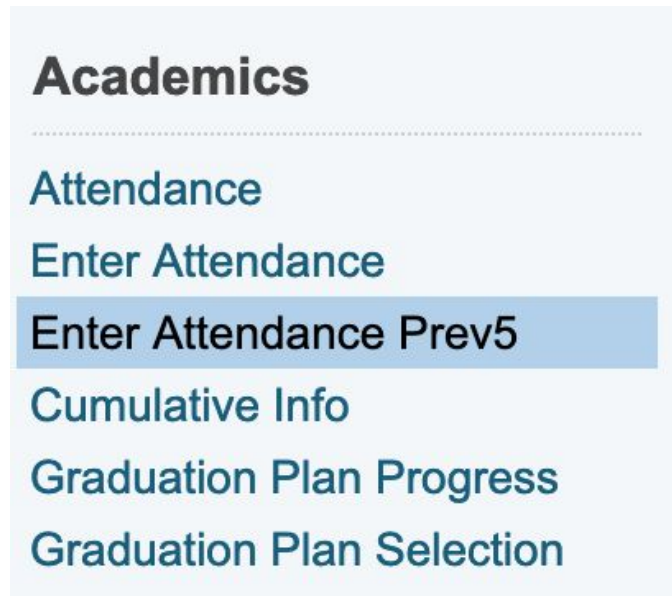 Academics
Attendance
Enter Attendance
Enter Attendance Prev5
Cumulative Info
Graduation Plan Progress
Graduation Plan Selection